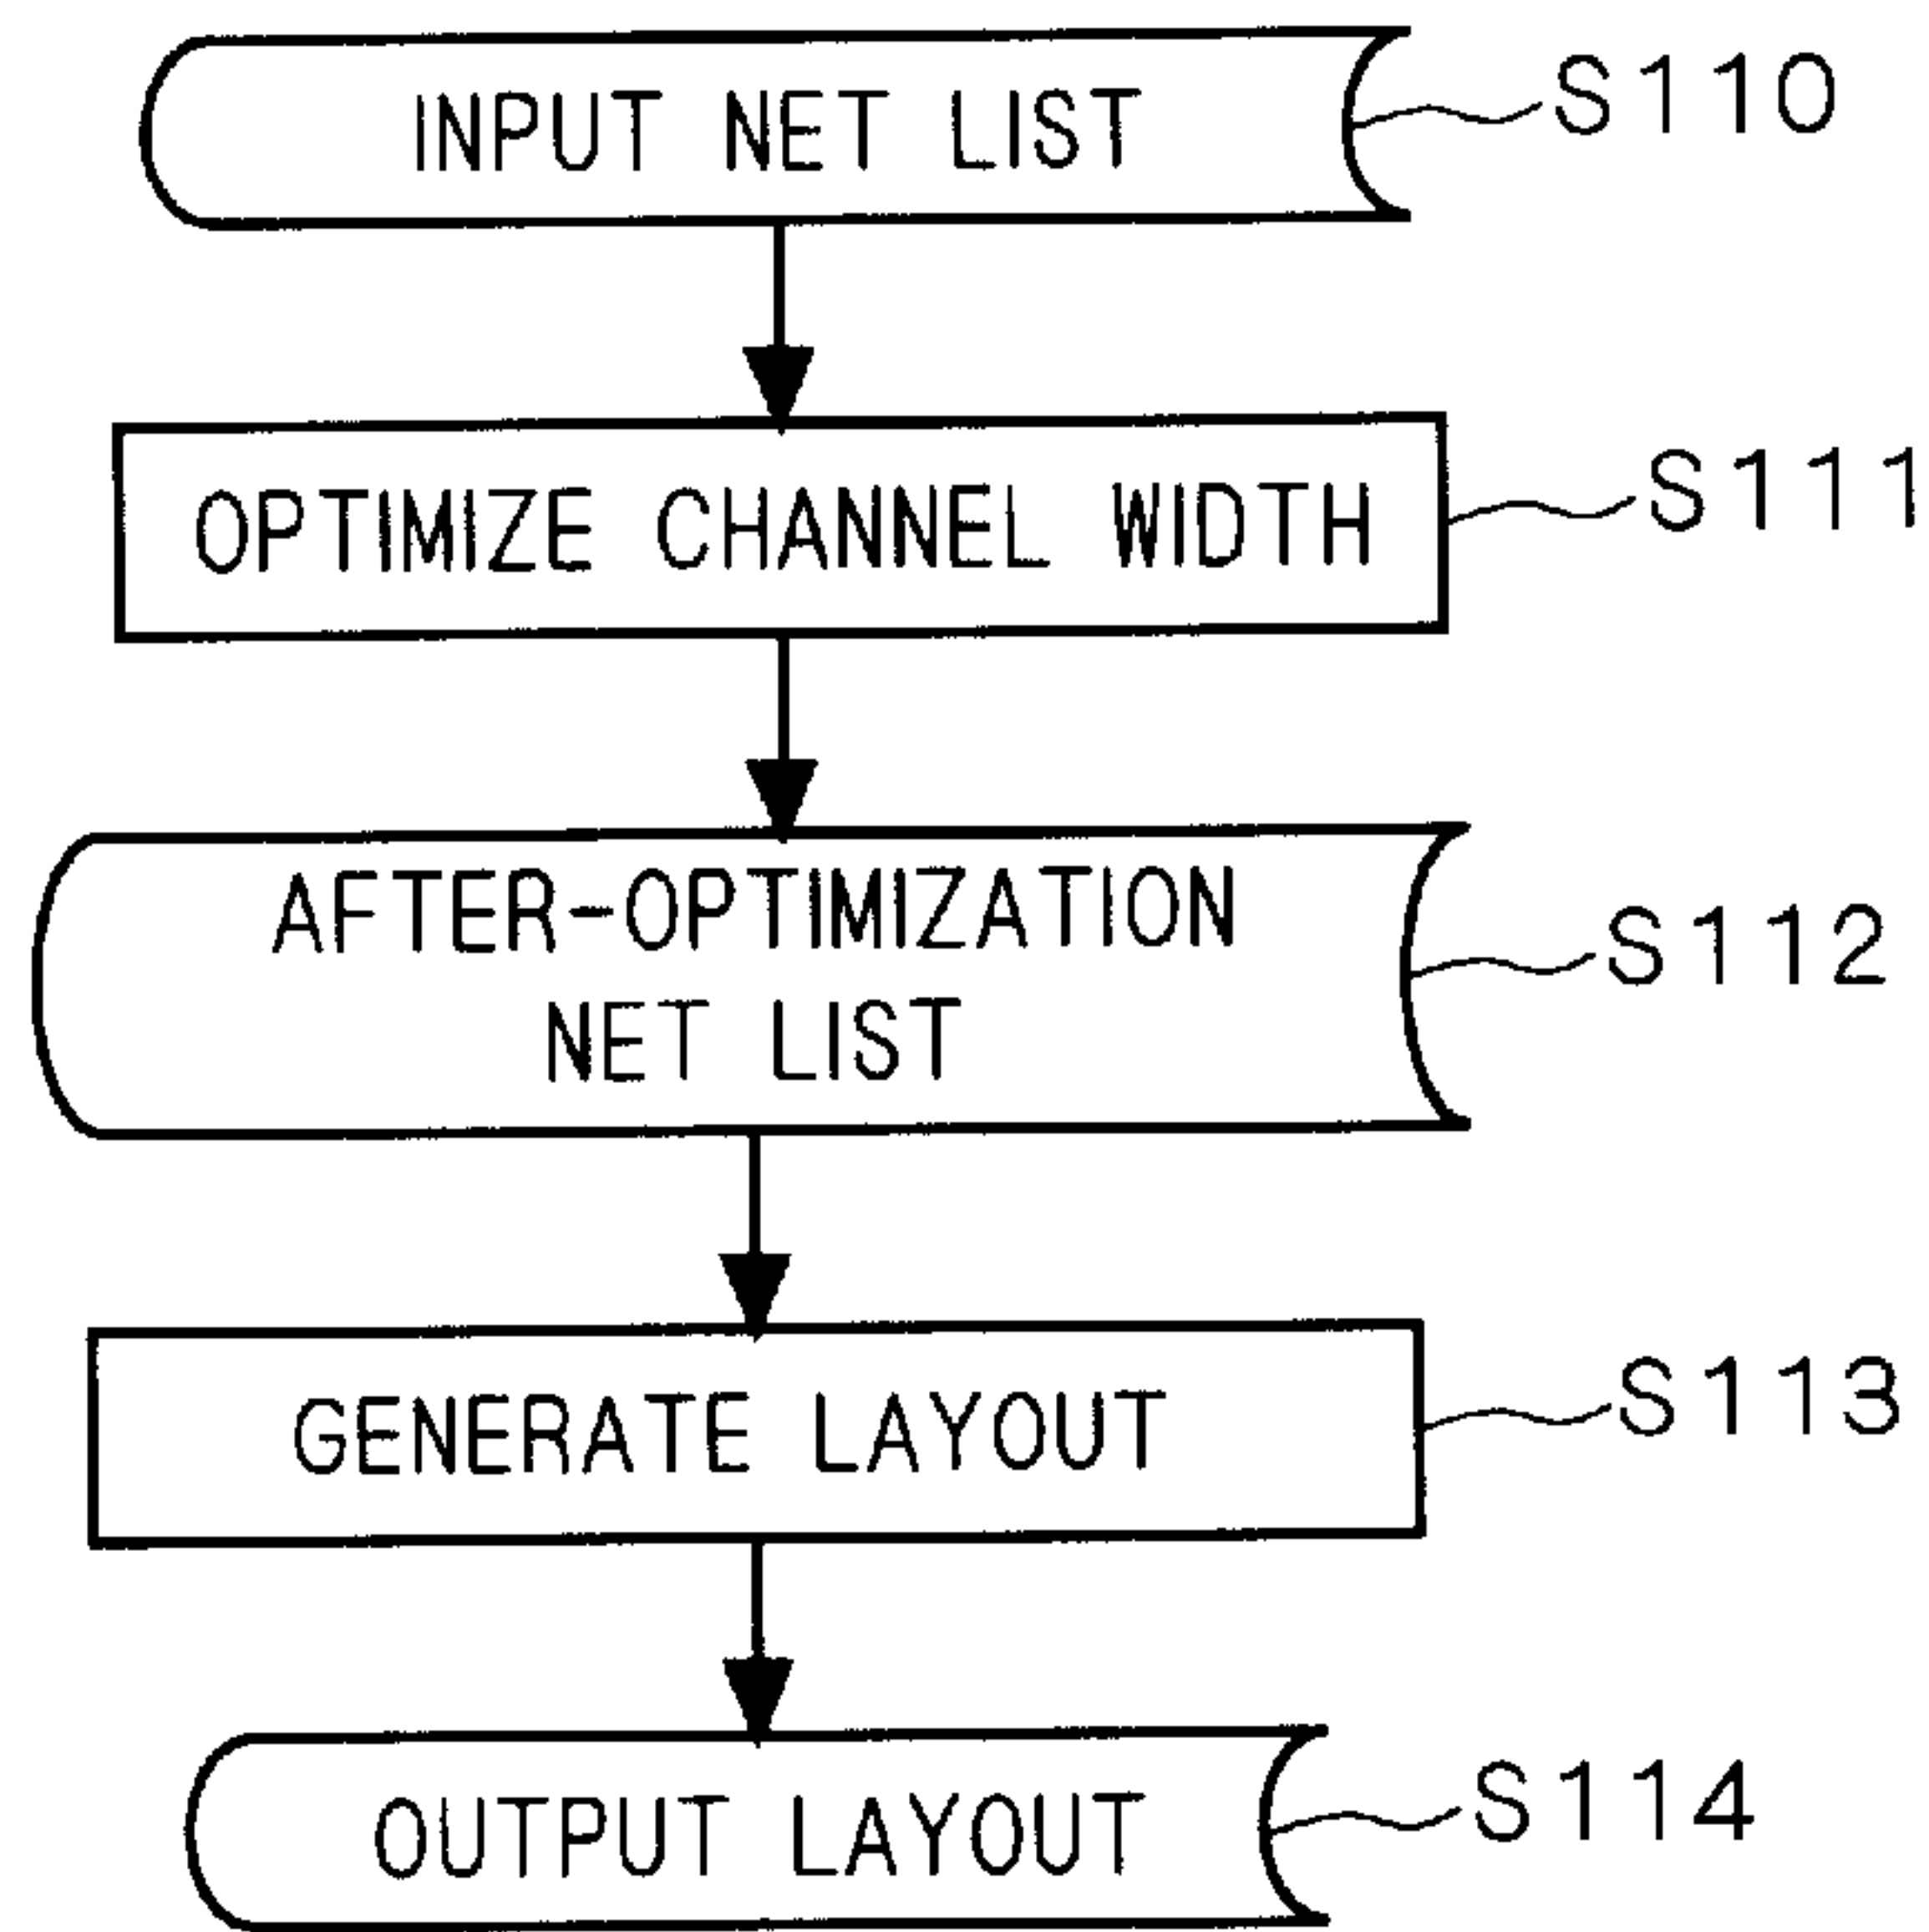 INPUT NET LIST
S110
OPTIMIZE CHANNEL WIDTH
S111
AFTER-OPTIMIZATION
NET LIST
S112
GENERATE LAYOUT
S113
OUTPUT LAYOUT
S114